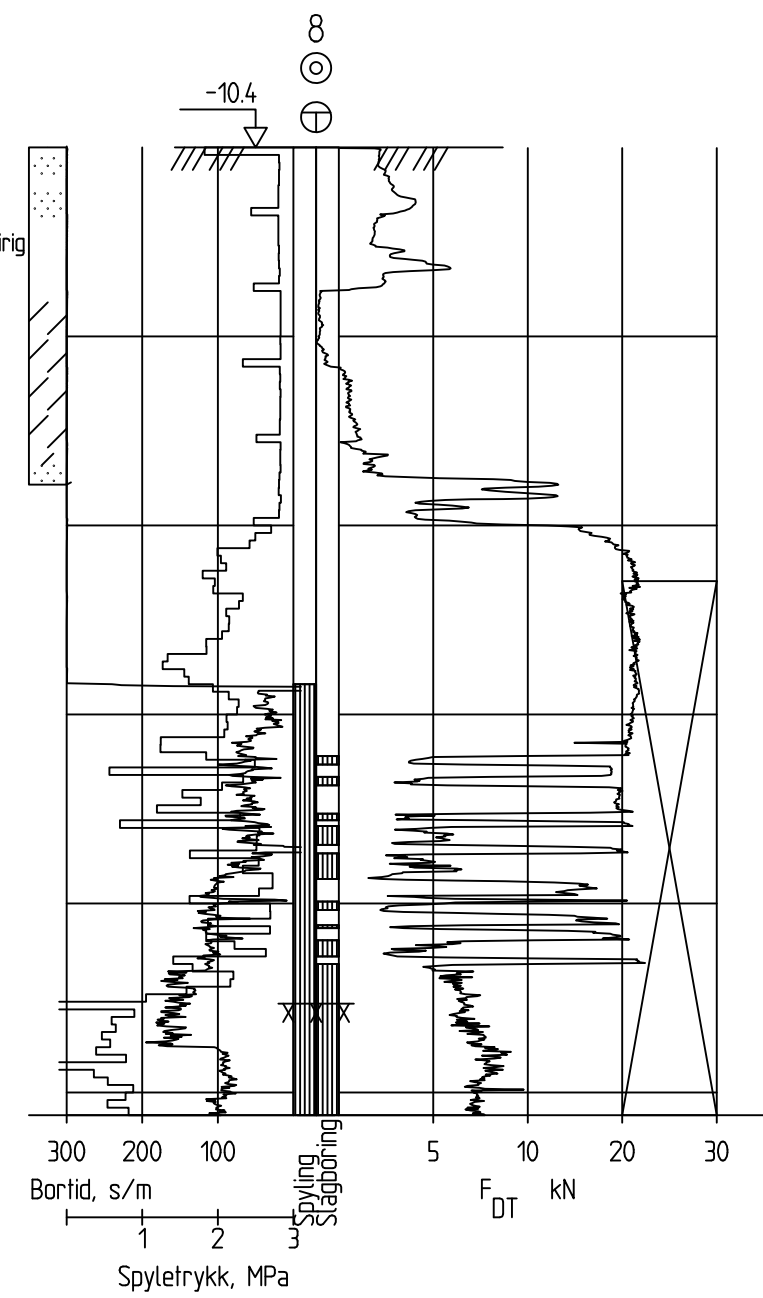 8
-10.4
irig
300 200 100 5 10 20 30
Bortid, s/m
Spyling
Slagboring
F DT kN
1 2 3
Spyletrykk, MPa